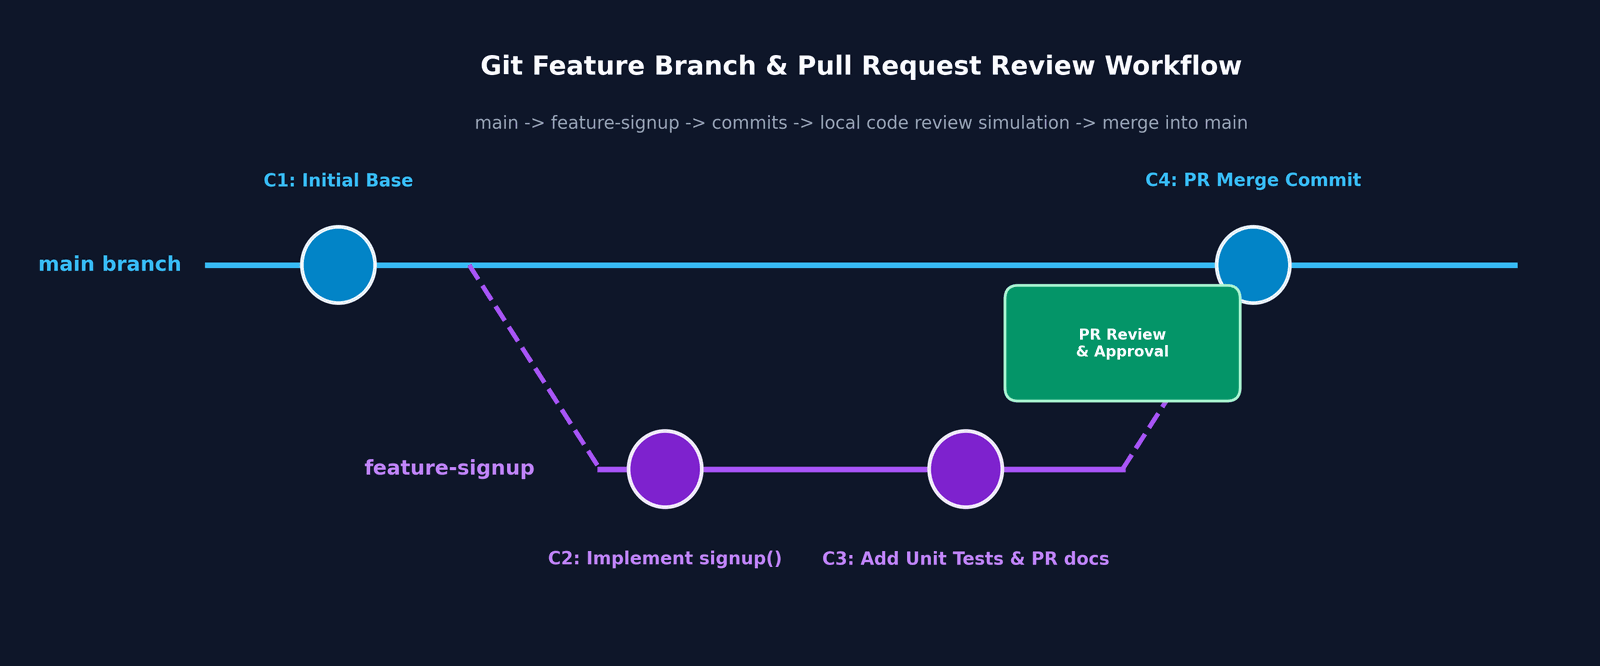 Git Feature Branch & Pull Request Review Workflow
main -> feature-signup -> commits -> local code review simulation -> merge into main
C1: Initial Base
C4: PR Merge Commit
main branch
PR Review
& Approval
feature-signup
C2: Implement signup()
C3: Add Unit Tests & PR docs